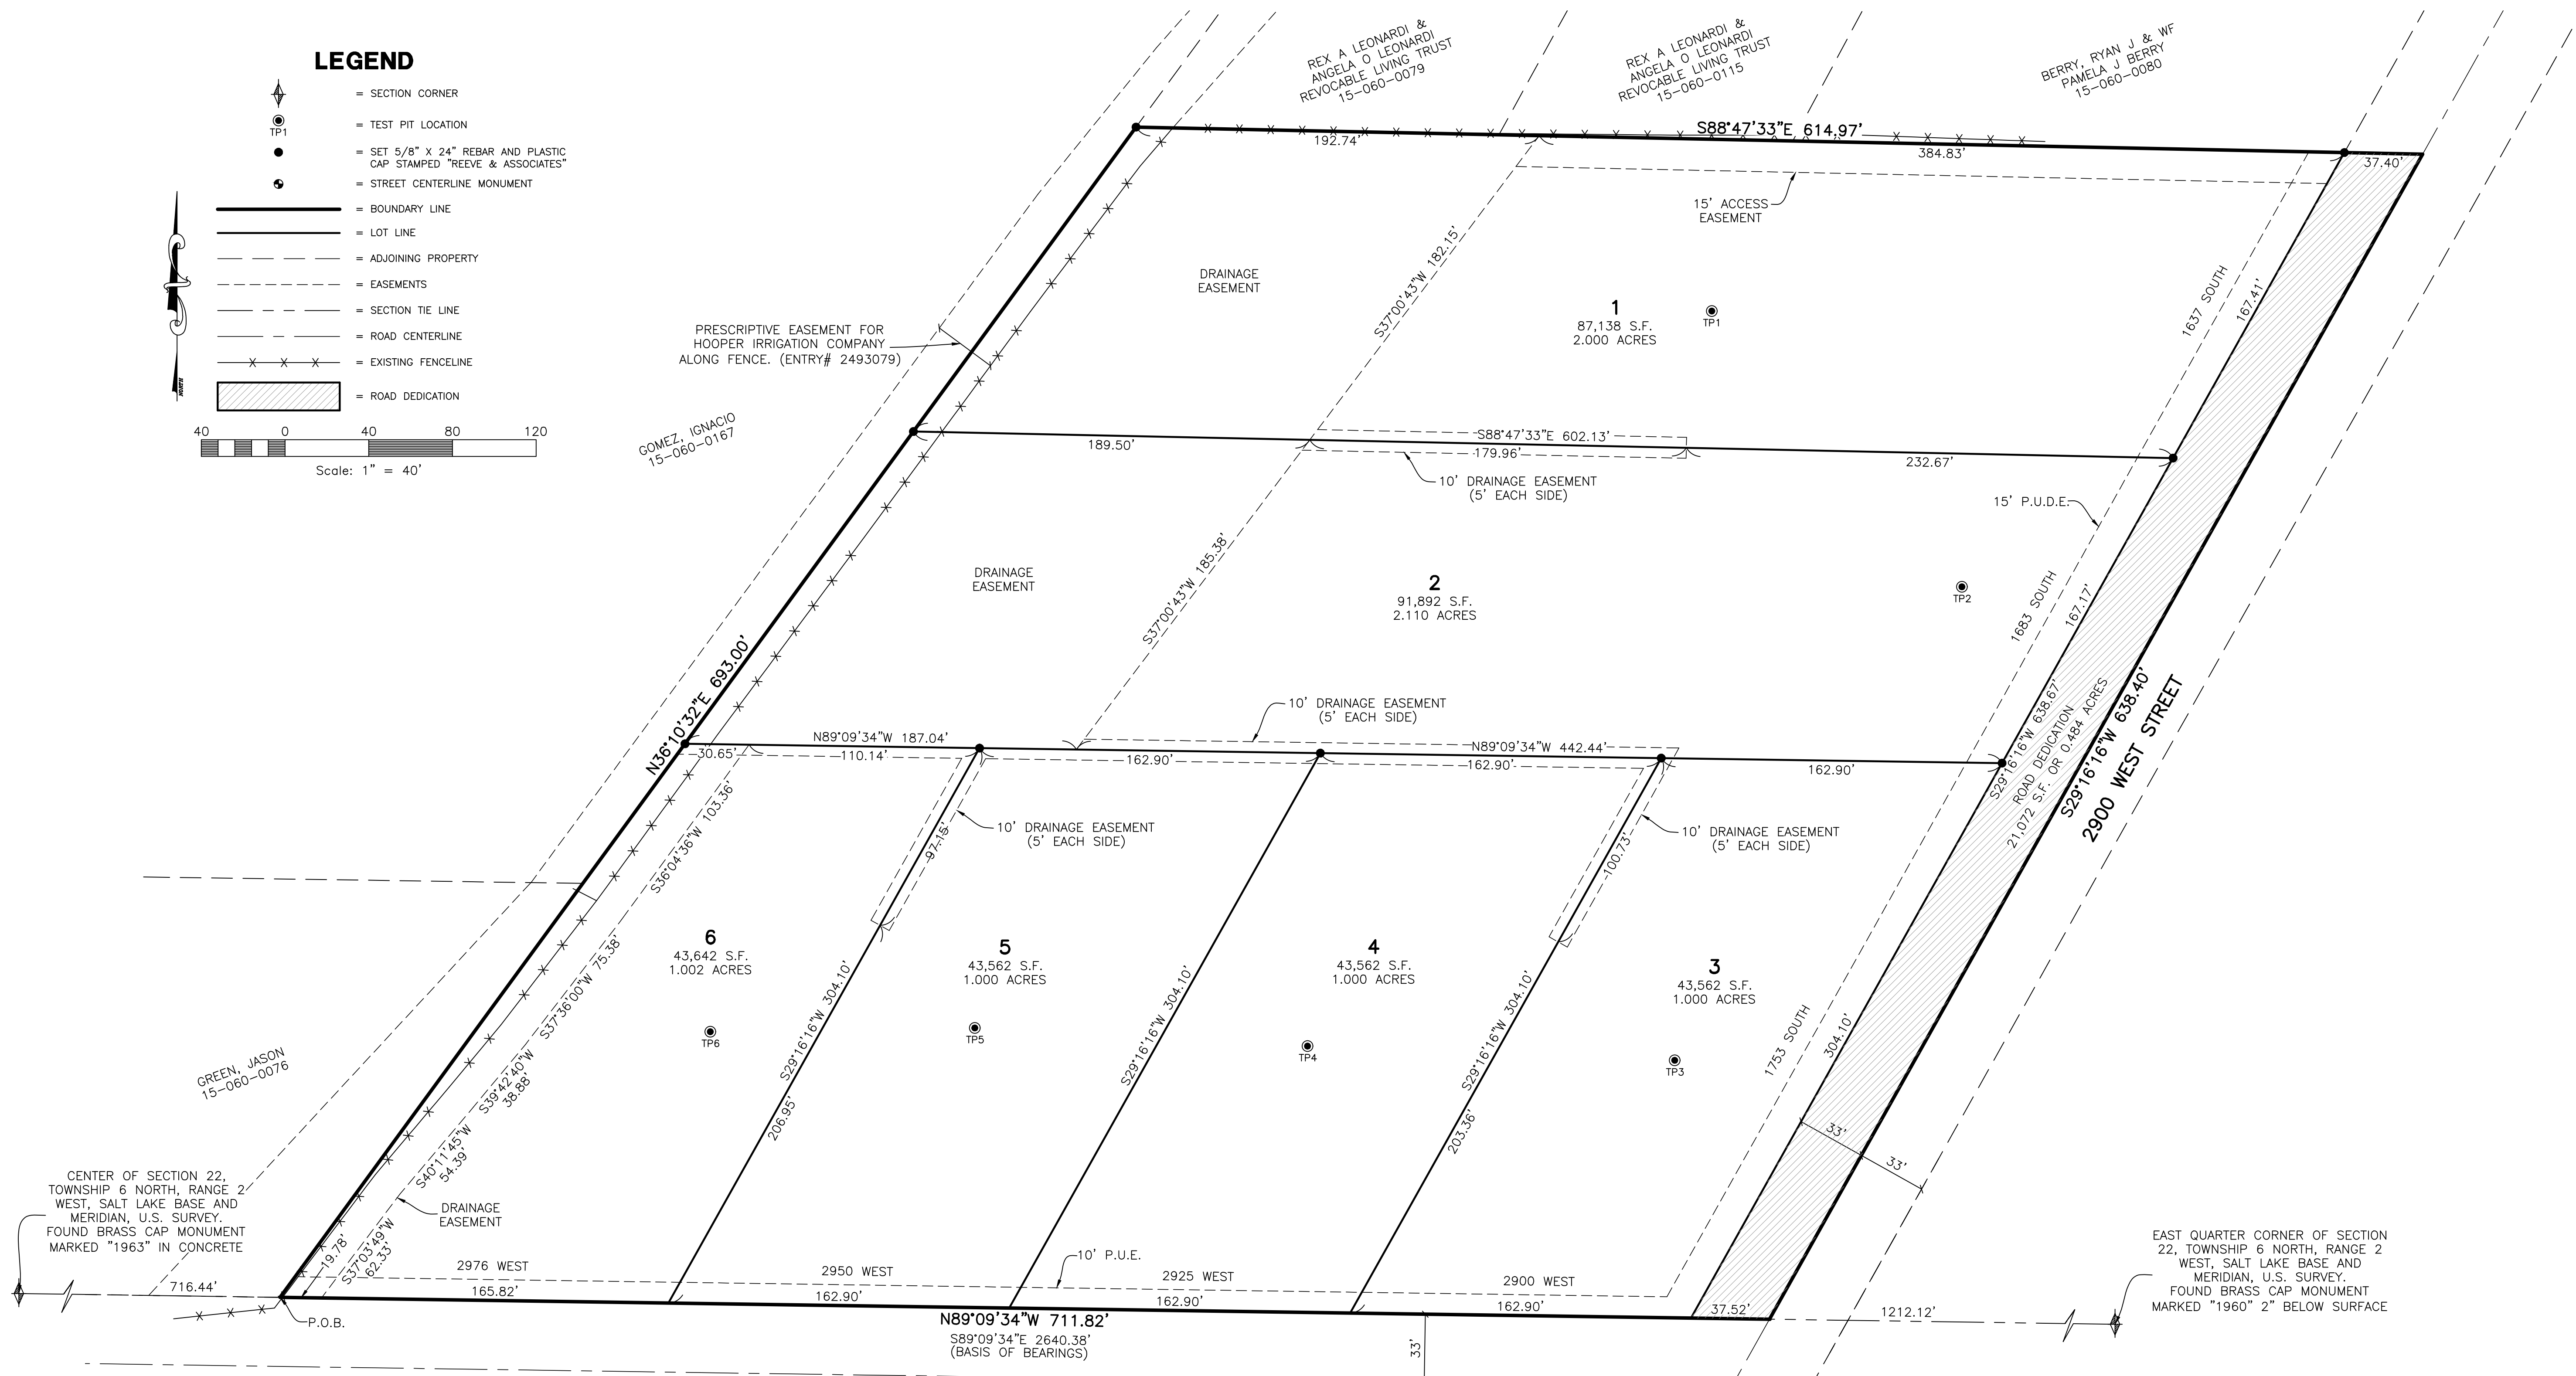 LEGEND
= SECTION CORNER
TP1
= TEST PIT LOCATION
= SET 5/8" X 24" REBAR AND PLASTIC
CAP STAMPED "REEVE & ASSOCIATES"
= STREET CENTERLINE MONUMENT
= BOUNDARY LINE
= LOT LINE
= ADJOINING PROPERTY
= EASEMENTS
= SECTION TIE LINE
= ROAD CENTERLINE
= EXISTING FENCELINE
= ROAD DEDICATION
NORTH
40 0 40 80 120
Scale: 1" = 40'
REX A LEONARDI &
ANGELA O LEONARDI
REVOCABLE LIVING TRUST
15-060-0079
REX A LEONARDI &
ANGELA O LEONARDI
REVOCABLE LIVING TRUST
15-060-0115
BERRY, RYAN J & WF
PAMELA J BERRY
15-060-0080
S88°47'33"E 614.97'
192.74'
384.83'
37.40'
15' ACCESS
EASEMENT
DRAINAGE
EASEMENT
S37°00'43"W 182.15'
1
87,138 S.F.
2.000 ACRES
TP1
1637 SOUTH
167.41'
PRESCRIPTIVE EASEMENT FOR
HOOPER IRRIGATION COMPANY
ALONG FENCE. (ENTRY# 2493079)
GOMEZ, IGNACIO
15-060-0167
189.50'
S88°47'33"E 602.13'
179.96'
232.67'
10' DRAINAGE EASEMENT
(5' EACH SIDE)
15' P.U.D.E.
DRAINAGE
EASEMENT
S37°00'43"W 185.38'
2
91,892 S.F.
2.110 ACRES
TP2
1683 SOUTH
167.17'
N36°10'32"E 693.00'
10' DRAINAGE EASEMENT
(5' EACH SIDE)
N89°09'34"W 187.04'
N89°09'34"W 442.44'
30.65'
110.14'
162.90'
162.90'
162.90'
S29°16'16"W 638.67'
ROAD DEDICATION
21,072 S.F. OR 0.484 ACRES
S29°16'16"W 638.40'
2900 WEST STREET
S36°04'36"W 103.36'
97.15'
10' DRAINAGE EASEMENT
(5' EACH SIDE)
100.73'
10' DRAINAGE EASEMENT
(5' EACH SIDE)
6
43,642 S.F.
1.002 ACRES
5
43,562 S.F.
1.000 ACRES
4
43,562 S.F.
1.000 ACRES
3
43,562 S.F.
1.000 ACRES
S37°36'00"W 75.38'
S29°16'16"W 304.10'
S29°16'16"W 304.10'
S29°16'16"W 304.10'
304.10'
1753 SOUTH
TP6
TP5
TP4
TP3
S39°42'40"W
38.88'
GREEN, JASON
15-060-0076
206.95'
203.36'
33'
33'
S40°11'45"W
54.39'
DRAINAGE
EASEMENT
CENTER OF SECTION 22,
TOWNSHIP 6 NORTH, RANGE 2
WEST, SALT LAKE BASE AND
MERIDIAN, U.S. SURVEY.
FOUND BRASS CAP MONUMENT
MARKED "1963" IN CONCRETE
19.78'
S37°03'49"W
62.33'
10' P.U.E.
2976 WEST
2950 WEST
2925 WEST
2900 WEST
716.44'
165.82'
162.90'
162.90'
162.90'
37.52'
1212.12'
P.O.B.
N89°09'34"W 711.82'
S89°09'34"E 2640.38'
(BASIS OF BEARINGS)
33'
EAST QUARTER CORNER OF SECTION
22, TOWNSHIP 6 NORTH, RANGE 2
WEST, SALT LAKE BASE AND
MERIDIAN, U.S. SURVEY.
FOUND BRASS CAP MONUMENT
MARKED "1960" 2" BELOW SURFACE